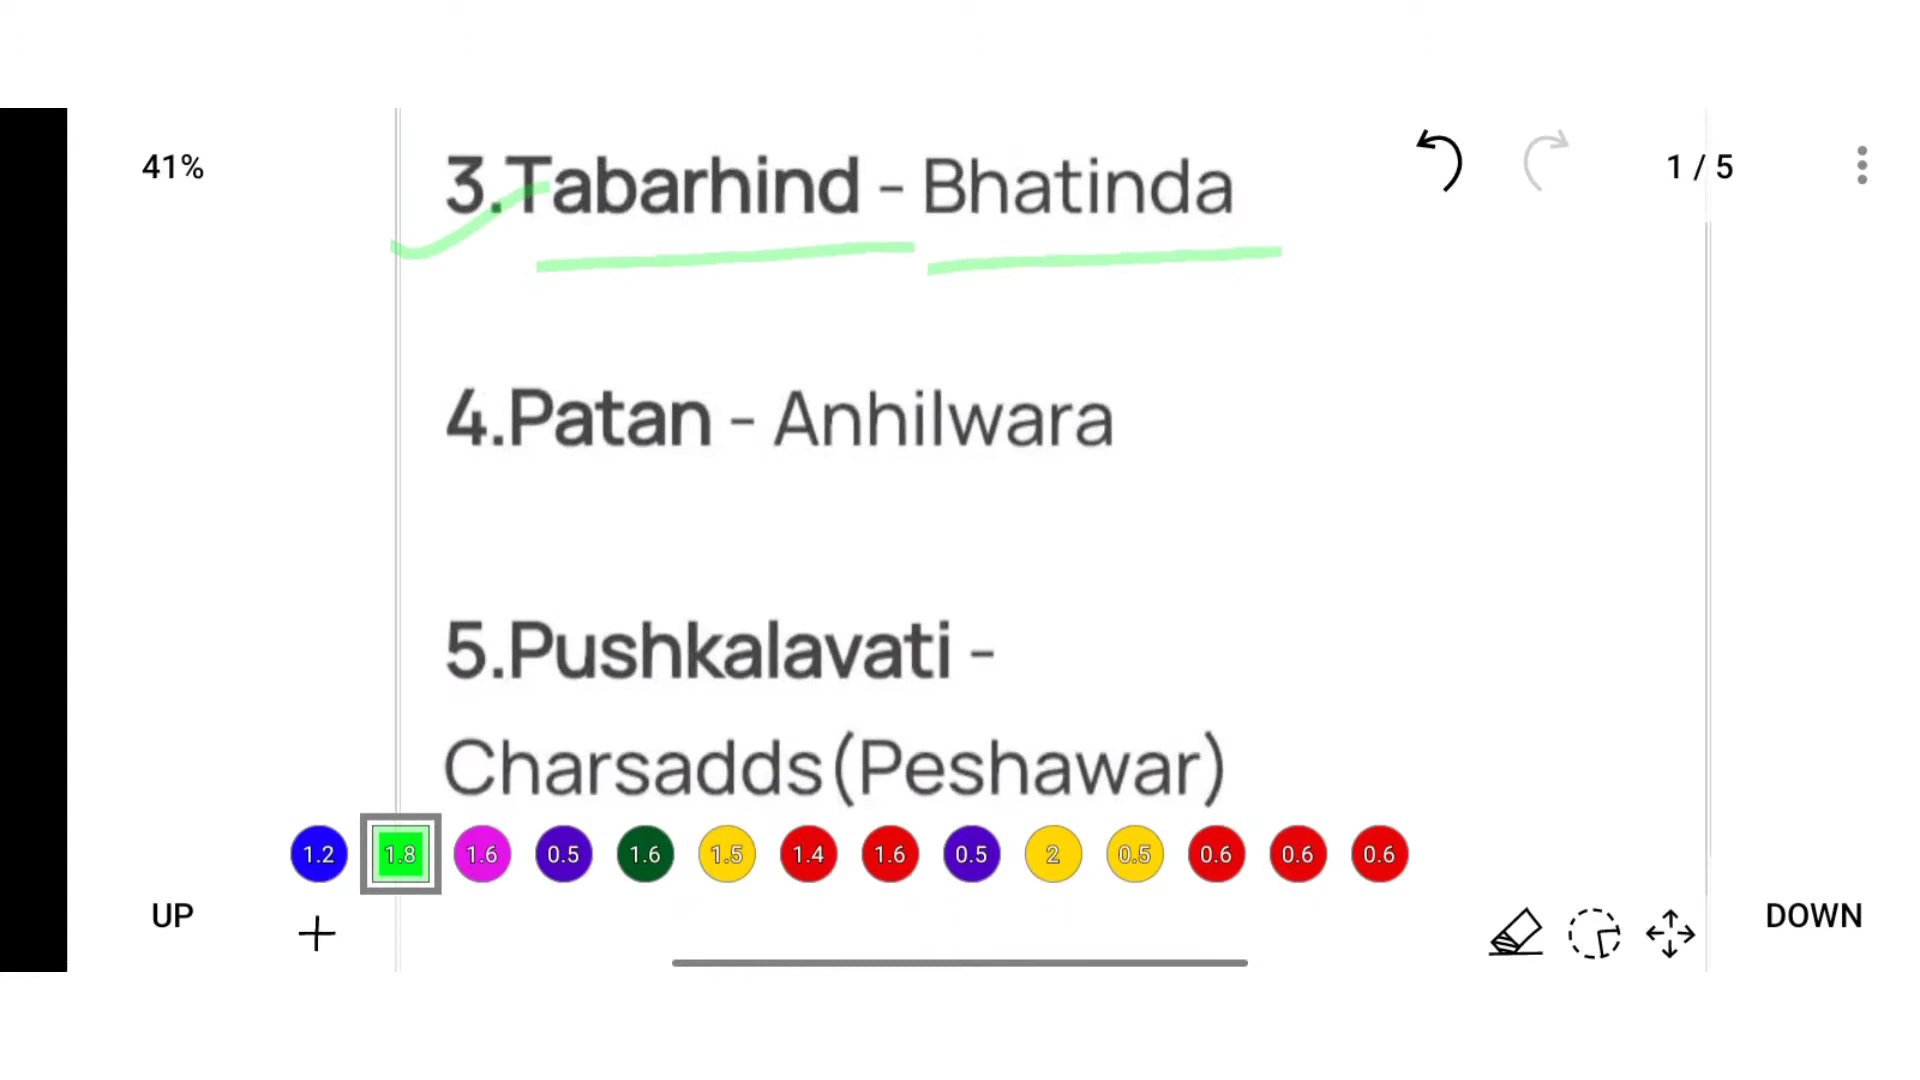 41%
3.Tabarhind - Bhatinda
1 / 5
4.Patan - Anhilwara
5.Pushkalavati -
Charsadds(Peshawar)
1.2 1.8 1.6 0.5 1.6 1.5 1.4 1.6 0.5 2 0.5 0.6 0.6 0.6
UP
DOWN